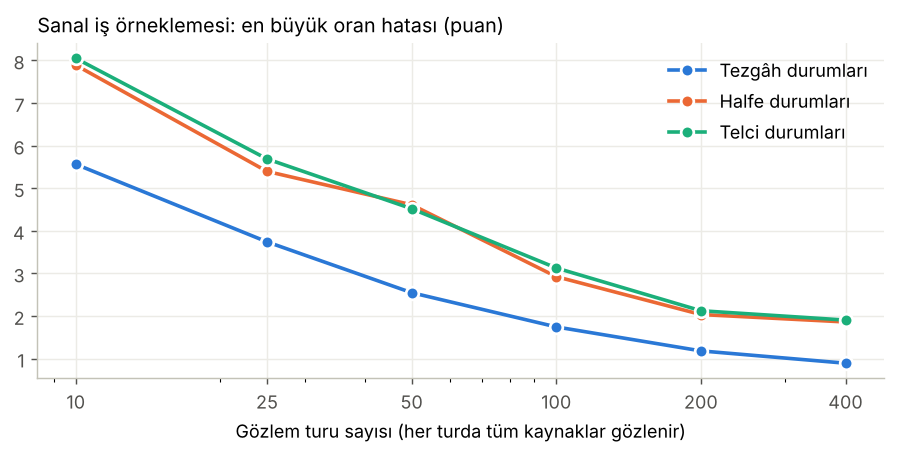 Sanal iş örneklemesi: en büyük oran hatası (puan)
Tezgâh durumları
Halfe durumları
Telci durumları
8
7
6
5
4
3
2
1
10 25 50 100 200 400
Gözlem turu sayısı (her turda tüm kaynaklar gözlenir)